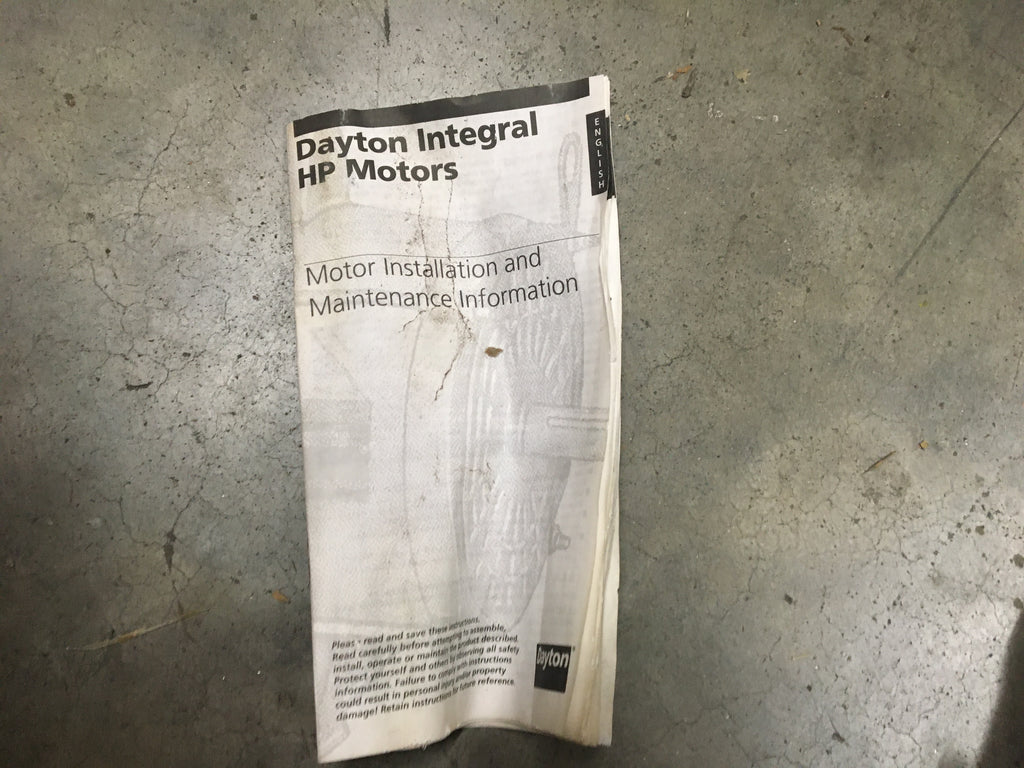 Dayton Integral
HP Motors
ENGLISH
Motor Installation and
Maintenance Information
Pleas read and save these instructions.
Read carefully before attempting to assemble,
install, operate or maintain the product described.
Protect yourself and others by observing all safety
information. Failure to comply with instructions
could result in personal injury and/or property
damage! Retain instructions for future reference.
Dayton